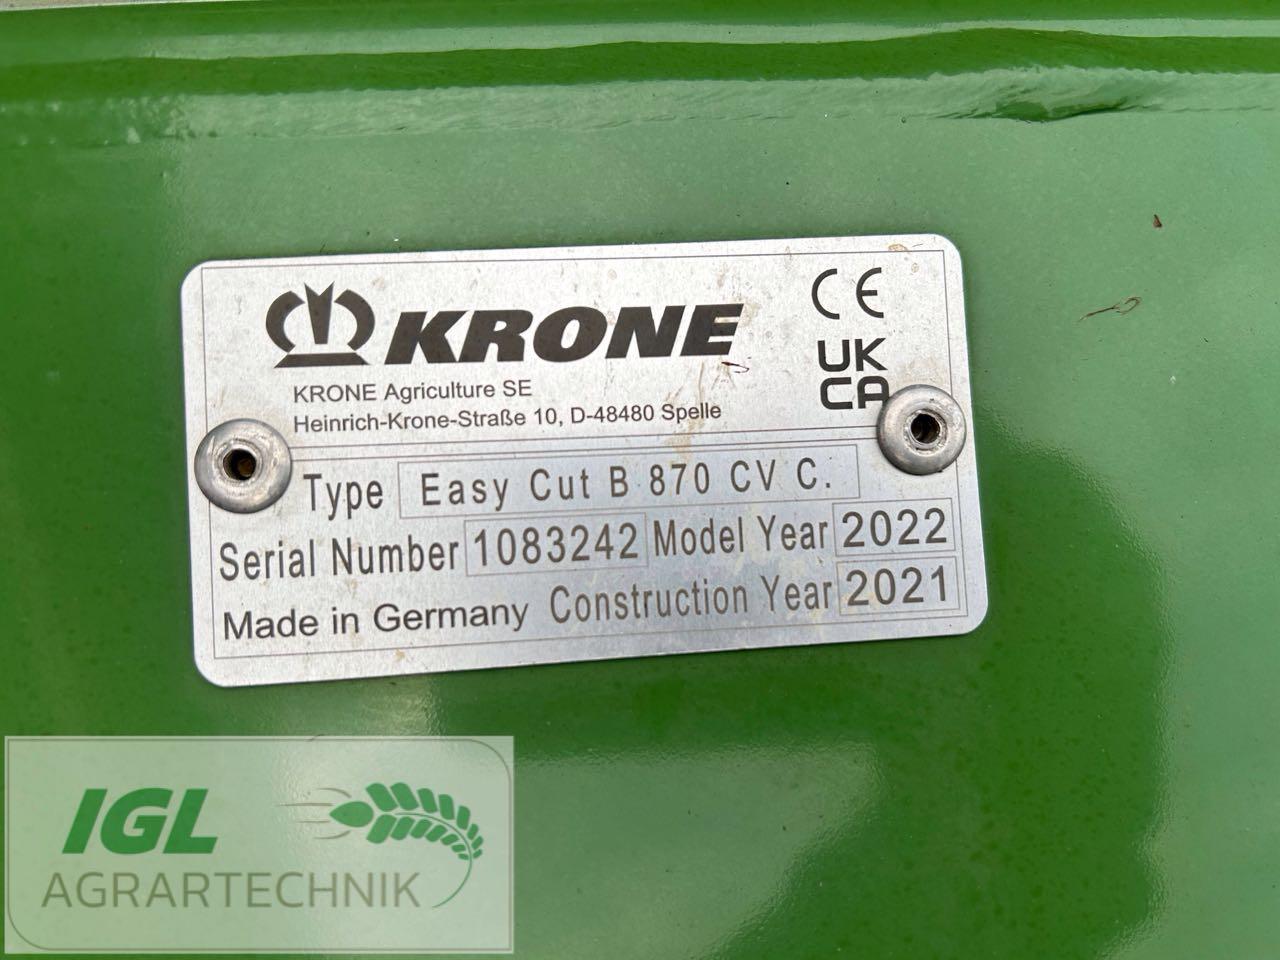 KRONE
KRONE Agriculture SE
Heinrich-Krone-Straße 10, D-48480 Spelle
CE
UK
CA
Type Easy Cut B 870 CV C.
Serial Number 1083242 Model Year 2022
Made in Germany Construction Year 2021
IGL
AGRARTECHNIK